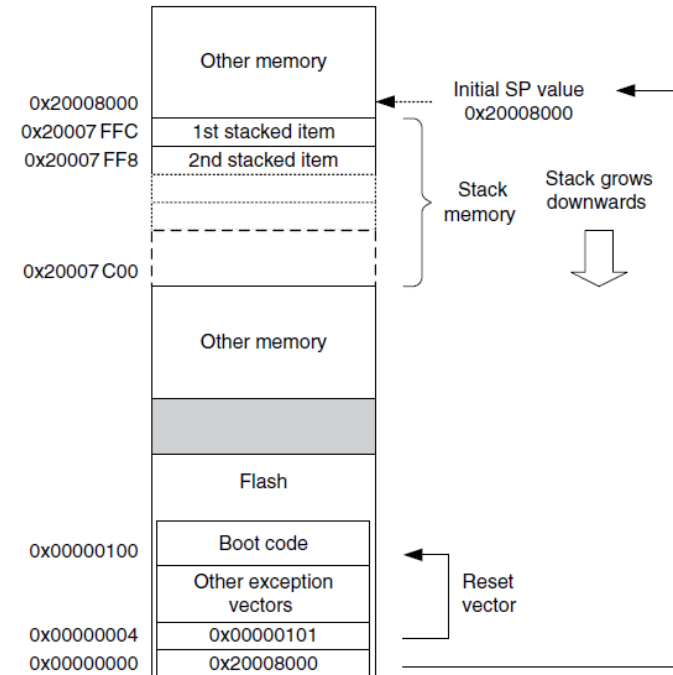 Other memory
Initial SP value
0x20008000
0x20008000
0x20007FFC
1st stacked item
0x20007FF8
2nd stacked item
Stack
memory
Stack grows
downwards
0x20007C00
Other memory
Flash
0x00000100
Boot code
Other exception
vectors
Reset
vector
0x00000004
0x00000101
0x00000000
0x20008000